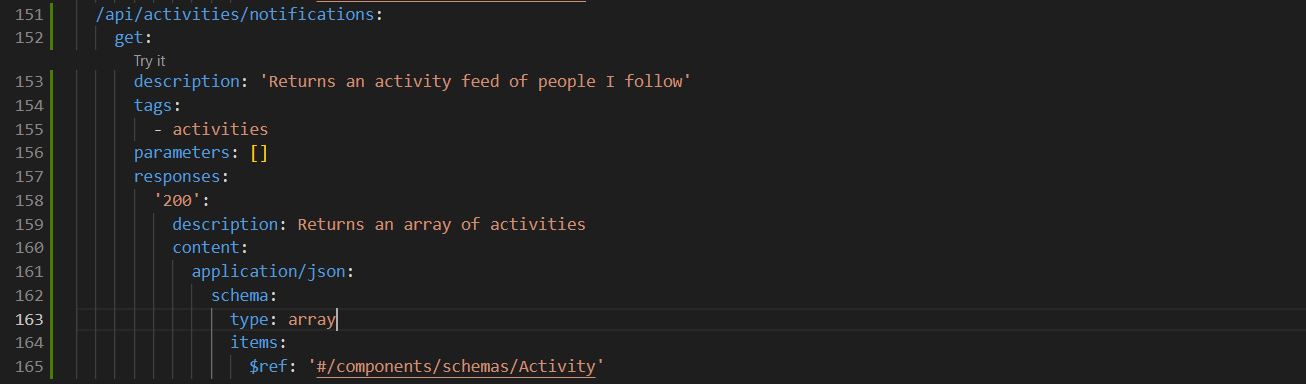 151 /api/activities/notifications:
152 get:
Try it
153 description: 'Returns an activity feed of people I follow'
154 tags:
155 - activities
156 parameters: []
157 responses:
158 '200':
159 description: Returns an array of activities
160 content:
161 application/json:
162 schema:
163 type: array
164 items:
165 $ref: '#/components/schemas/Activity'